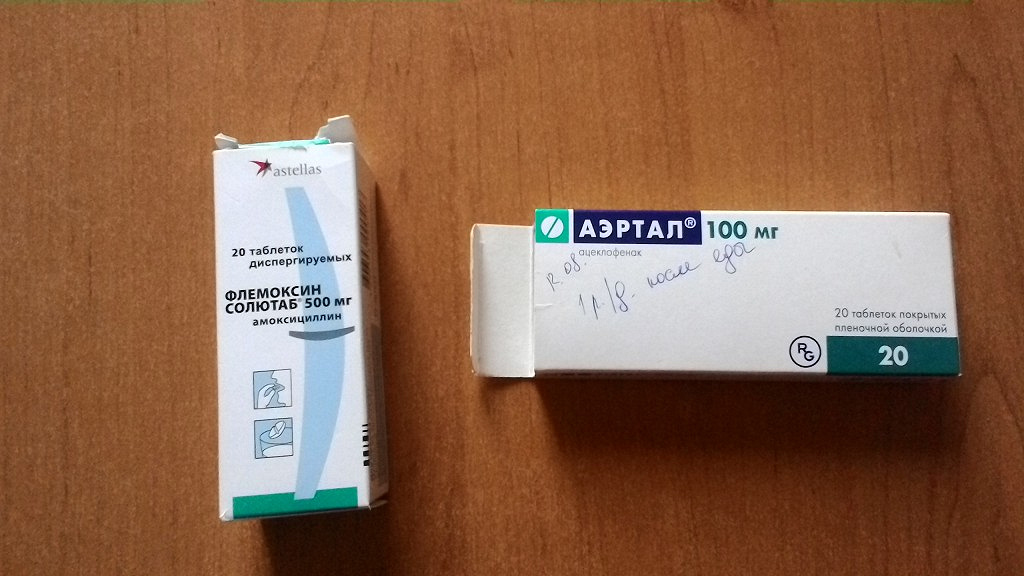 astellas
20 таблеток
диспергируемых
ФЛЕМОКСИН
СОЛЮТАБ® 500 мг
амоксициллин
АЭРТАЛ® 100 мг
ацеклофенак
1 р./д. после еды
20 таблеток покрытых
пленочной оболочкой
RG
20